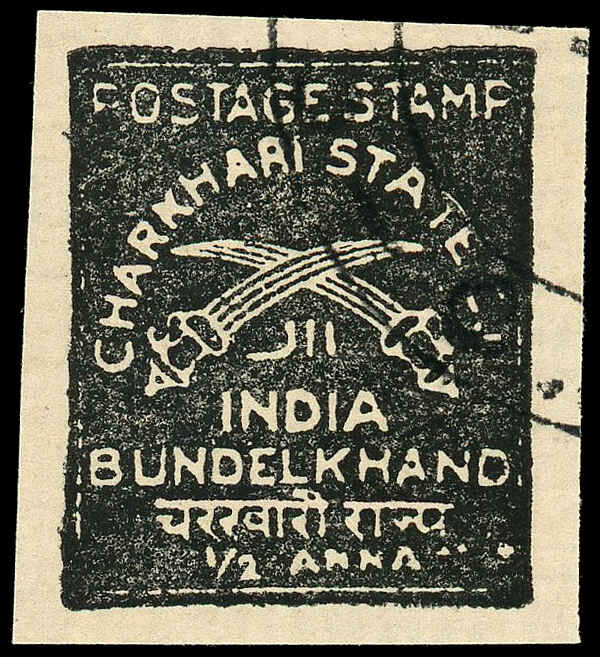 POSTAGE STAMP
CHARKHARI STATE
INDIA
BUNDELKHAND
चरखारी राज्य
1/2 ANNA